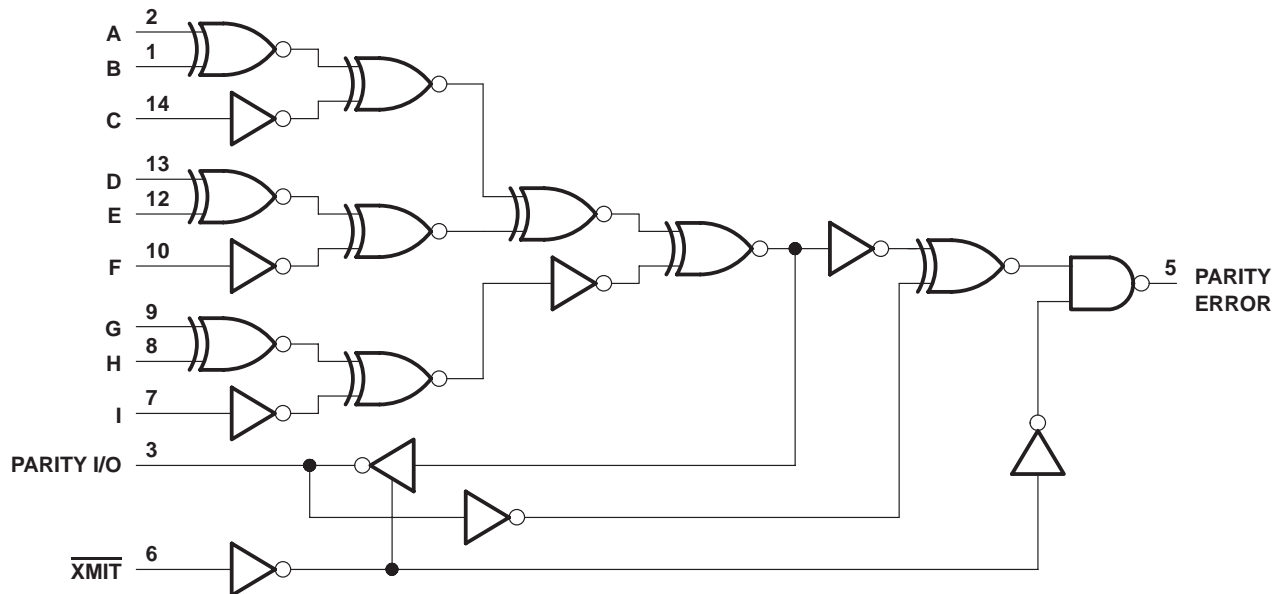 A 2
B 1
C 14
D 13
E 12
F 10
G 9
H 8
I 7
PARITY I/O 3
XMIT 6
5 PARITY
ERROR